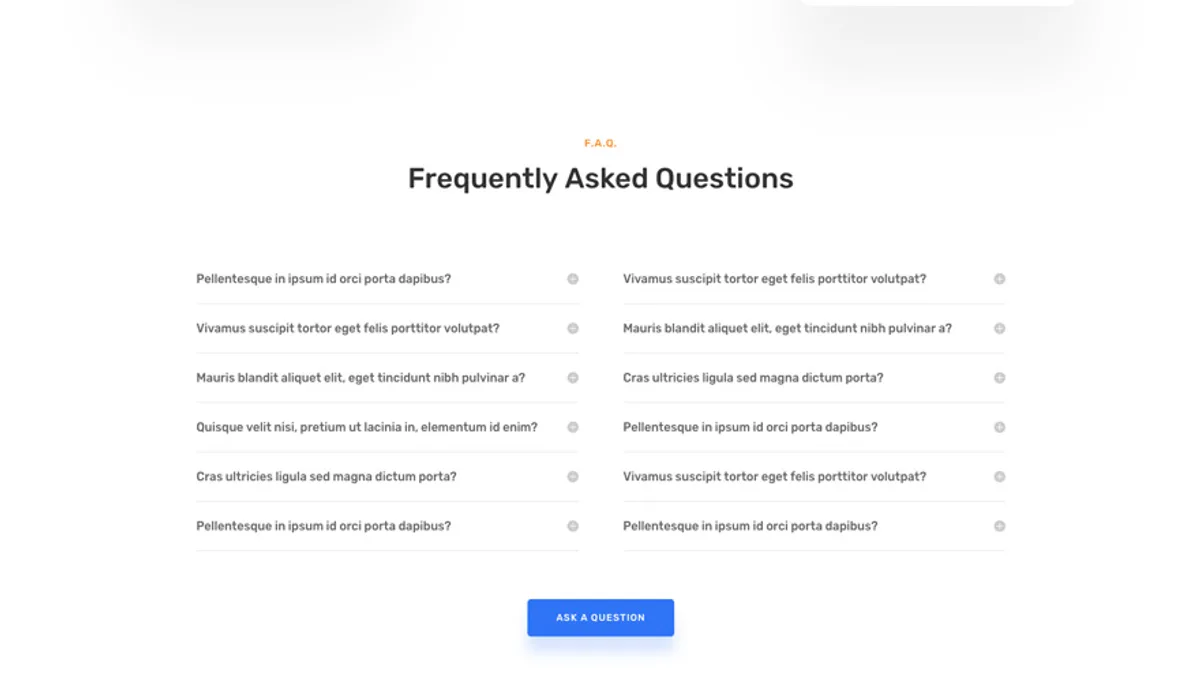 F.A.Q.
Frequently Asked Questions
Pellentesque in ipsum id orci porta dapibus?
Vivamus suscipit tortor eget felis porttitor volutpat?
Mauris blandit aliquet elit, eget tincidunt nibh pulvinar a?
Quisque velit nisi, pretium ut lacinia in, elementum id enim?
Cras ultricies ligula sed magna dictum porta?
Pellentesque in ipsum id orci porta dapibus?
Vivamus suscipit tortor eget felis porttitor volutpat?
Mauris blandit aliquet elit, eget tincidunt nibh pulvinar a?
Cras ultricies ligula sed magna dictum porta?
Pellentesque in ipsum id orci porta dapibus?
Vivamus suscipit tortor eget felis porttitor volutpat?
Pellentesque in ipsum id orci porta dapibus?
ASK A QUESTION